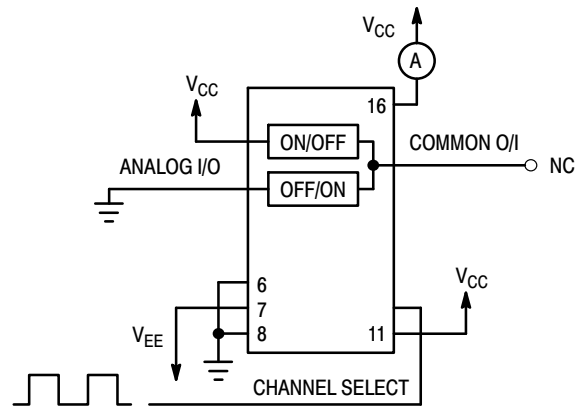 VCC
A
VCC
16
ON/OFF
COMMON O/I
NC
ANALOG I/O
OFF/ON
6
7
8
VCC
11
VEE
CHANNEL SELECT